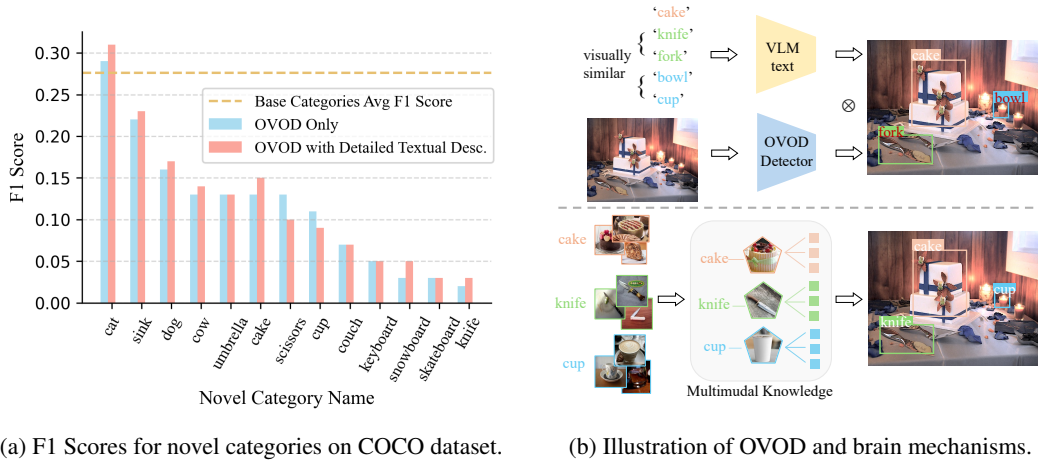 0.30
0.25
0.20
0.15
0.10
0.05
0.00
F1 Score
Base Categories Avg F1 Score
OVOD Only
OVOD with Detailed Textual Desc.
cat
sink
dog
cow
umbrella
cake
scissors
cup
couch
keyboard
snowboard
skateboard
knife
Novel Category Name
(a) F1 Scores for novel categories on COCO dataset.
visually
similar
{
{
'cake'
'knife'
'fork'
'bowl'
'cup'
VLM
text
⊗
OVOD
Detector
cake
bowl
fork
cake
knife
cup
cake
knife
cup
Multimudal Knowledge
cake
cup
knife
(b) Illustration of OVOD and brain mechanisms.